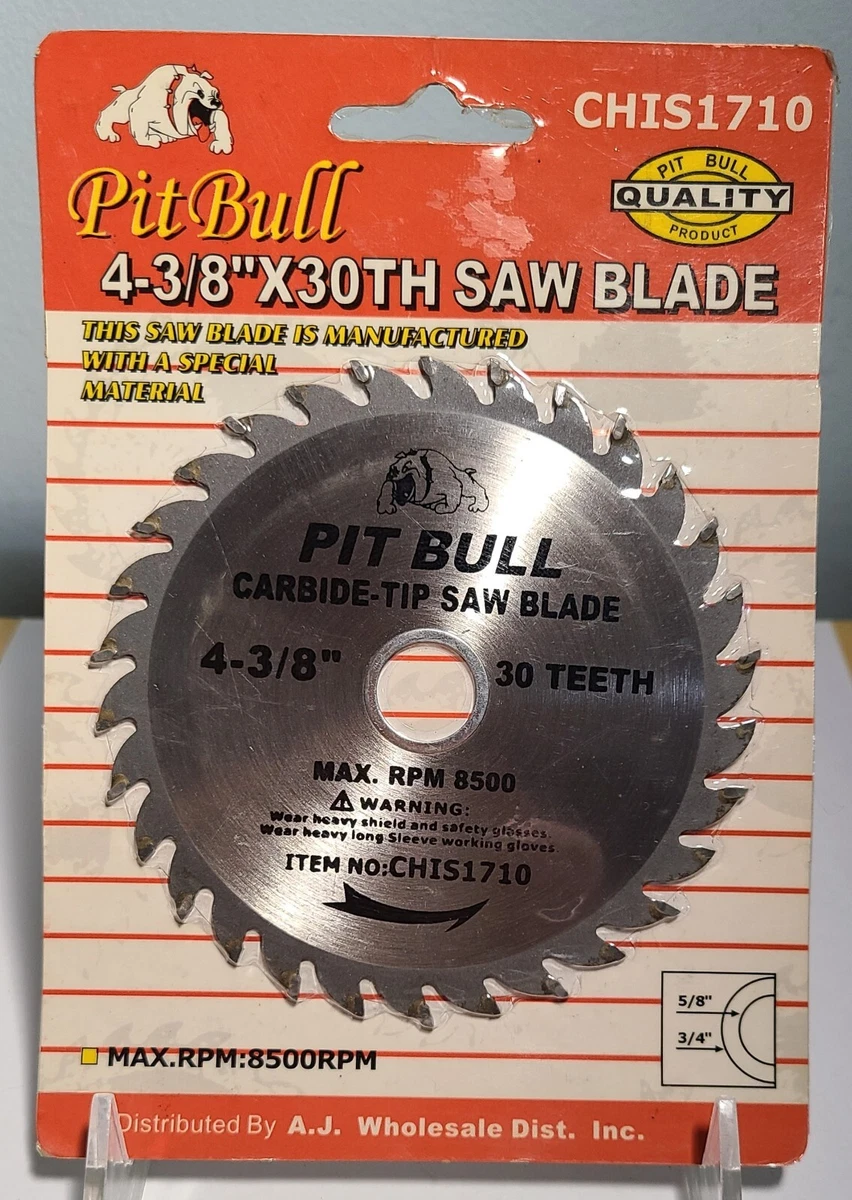 CHIS1710
Pit Bull
PIT BULL
QUALITY
PRODUCT
4-3/8"X30TH SAW BLADE
THIS SAW BLADE IS MANUFACTURED
WITH A SPECIAL
MATERIAL
PIT BULL
CARBIDE-TIP SAW BLADE
4-3/8" 30 TEETH
MAX. RPM 8500
⚠ WARNING:
Wear heavy shield and safety glasses.
Wear heavy long Sleeve working gloves.
ITEM NO:CHIS1710
5/8"
3/4"
MAX.RPM:8500RPM
Distributed By A.J. Wholesale Dist. Inc.